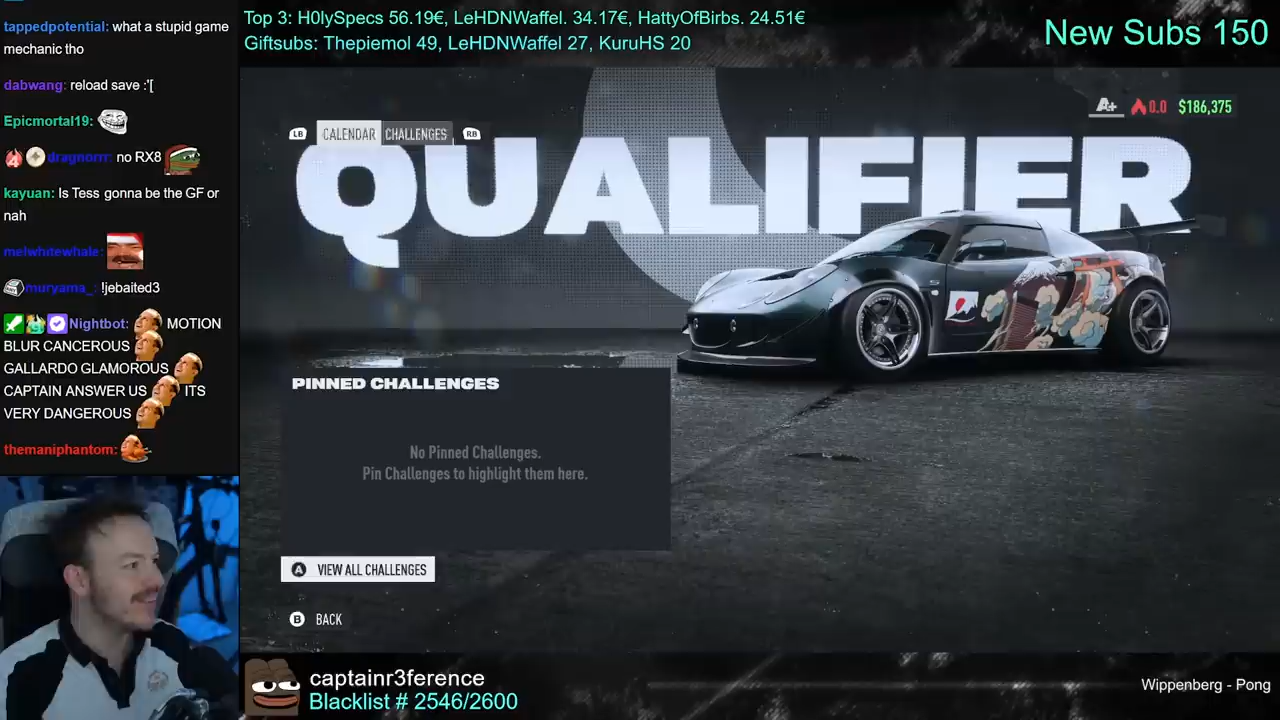 tappedpotential: what a stupid game
mechanic tho
dabwang: reload save :'[
Epicmortal19:
dragnorrr: no RX8
kayuan: Is Tess gonna be the GF or
nah
melwhitewhale:
muryama_: !jebaited3
Nightbot: MOTION
BLUR CANCEROUS
GALLARDO GLAMOROUS
CAPTAIN ANSWER US ITS
VERY DANGEROUS
themaniphantom:
Top 3: H0lySpecs 56.19€, LeHDNWaffel. 34.17€, HattyOfBirbs. 24.51€
Giftsubs: Thepiemol 49, LeHDNWaffel 27, KuruHS 20
New Subs 150
A+ 0.0 $186,375
LB CALENDAR CHALLENGES RB
QUALIFIER
PINNED CHALLENGES
No Pinned Challenges.
Pin Challenges to highlight them here.
A VIEW ALL CHALLENGES
B BACK
captainr3ference
Blacklist # 2546/2600
Wippenberg - Pong